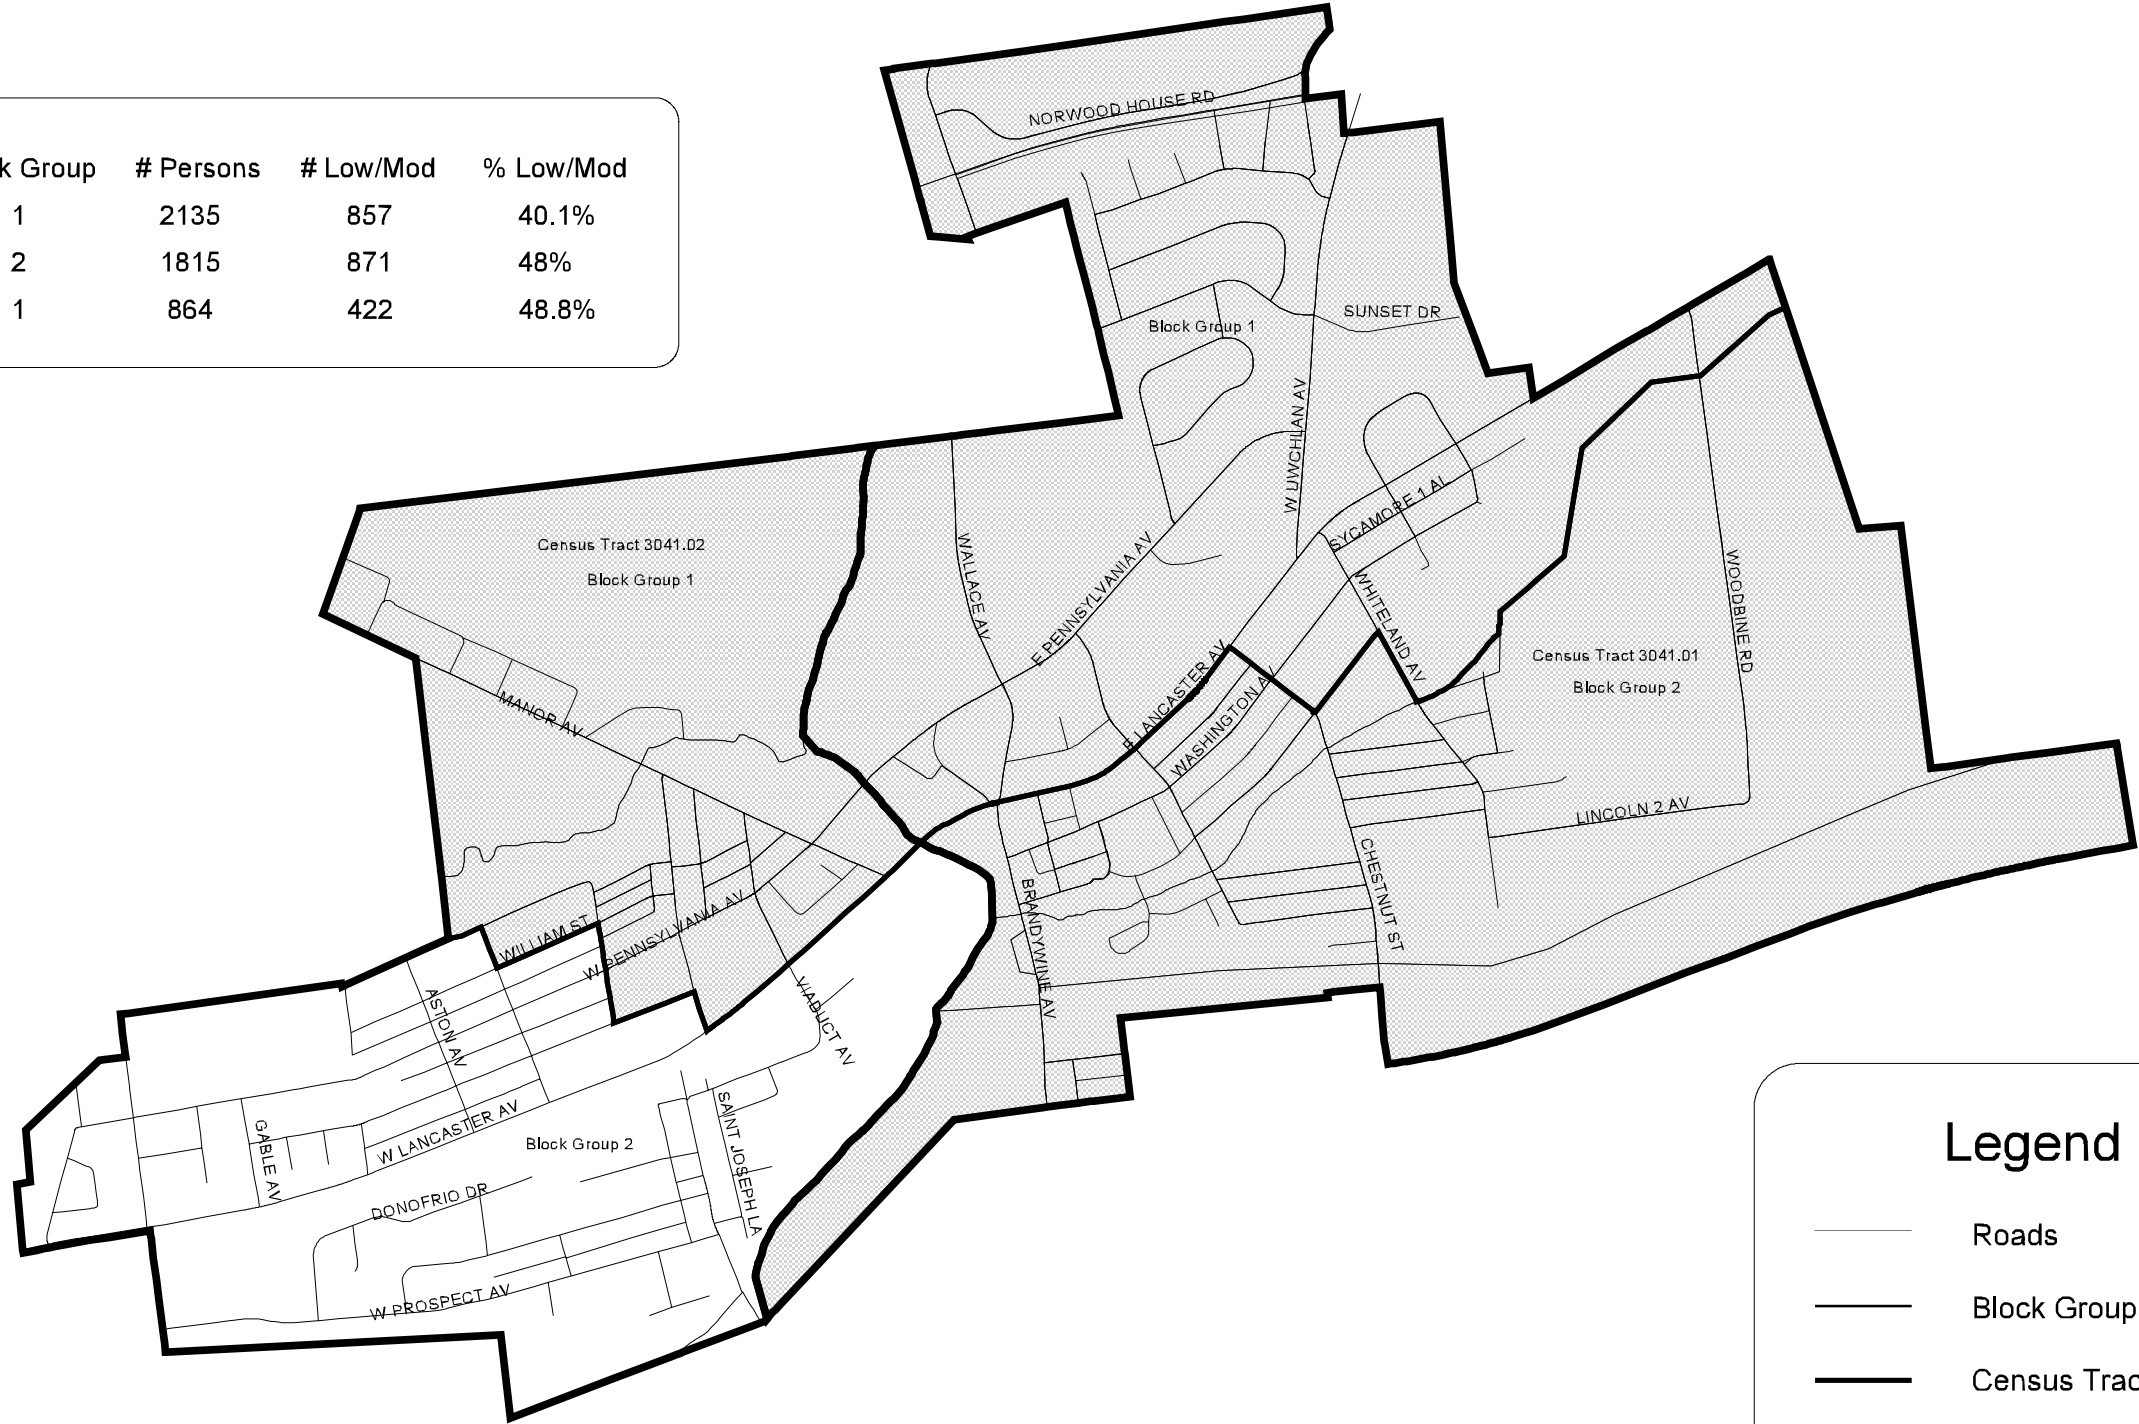 k Group # Persons # Low/Mod % Low/Mod
1 2135 857 40.1%
2 1815 871 48%
1 864 422 48.8%
NORWOOD HOUSE RD
SUNSET DR
Block Group 1
W UWCHLAN AV
SYCAMORE 1 AL
Census Tract 3041.02
Block Group 1
WALLACE AV
E PENNSYLVANIA AV
WHITELAND AV
WOODBINE RD
Census Tract 3041.01
Block Group 2
E LANCASTER AV
WASHINGTON AV
MANOR AV
LINCOLN 2 AV
CHESTNUT ST
BRANDYWINE AV
WILLIAM ST
W PENNSYLVANIA AV
VIADUCT AV
ASTON AV
GABLE AV
W LANCASTER AV
Block Group 2
SAINT JOSEPH LA
DONOFRIO DR
W PROSPECT AV
Legend
Roads
Block Group
Census Trac